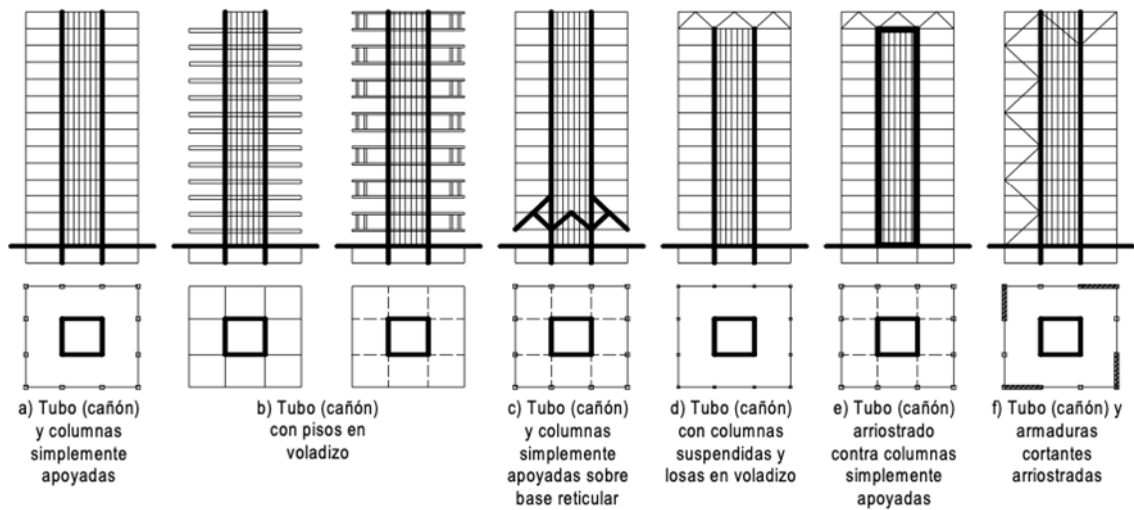 a) Tubo (cañón)
y columnas
simplemente
apoyadas
b) Tubo (cañón)
con pisos en
voladizo
c) Tubo (cañón)
y columnas
simplemente
apoyadas sobre
base reticular
d) Tubo (cañón)
con columnas
suspendidas y
losas en voladizo
e) Tubo (cañón)
arriostrado
contra columnas
simplemente
apoyadas
f) Tubo (cañón) y
armaduras
cortantes
arriostradas